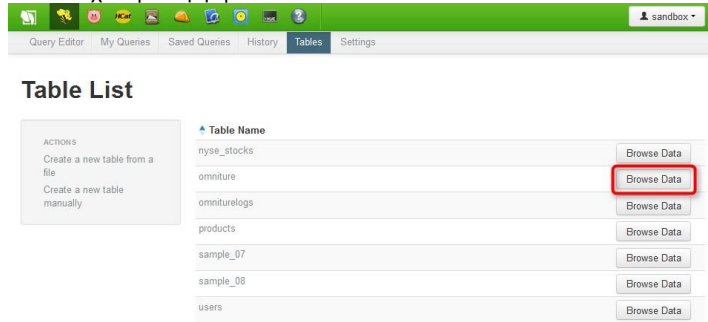 HCat
sandbox
Query Editor My Queries Saved Queries History Tables Settings
Table List
Table Name
ACTIONS
Create a new table from a
file
Create a new table
manually
nyse_stocks Browse Data
omniture Browse Data
omniturelogs Browse Data
products Browse Data
sample_07 Browse Data
sample_08 Browse Data
users Browse Data